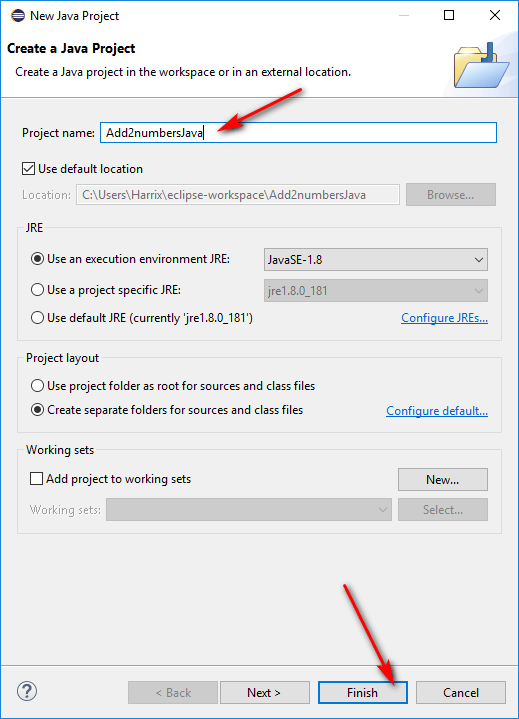 New Java Project
Create a Java Project
Create a Java project in the workspace or in an external location.
Project name: Add2numbersJava
Use default location
Location: C:\Users\Harrix\eclipse-workspace\Add2numbersJava Browse...
JRE
Use an execution environment JRE: JavaSE-1.8
Use a project specific JRE: jre1.8.0_181
Use default JRE (currently 'jre1.8.0_181') Configure JREs...
Project layout
Use project folder as root for sources and class files
Create separate folders for sources and class files Configure default...
Working sets
Add project to working sets New...
Working sets: Select...
? < Back Next > Finish Cancel